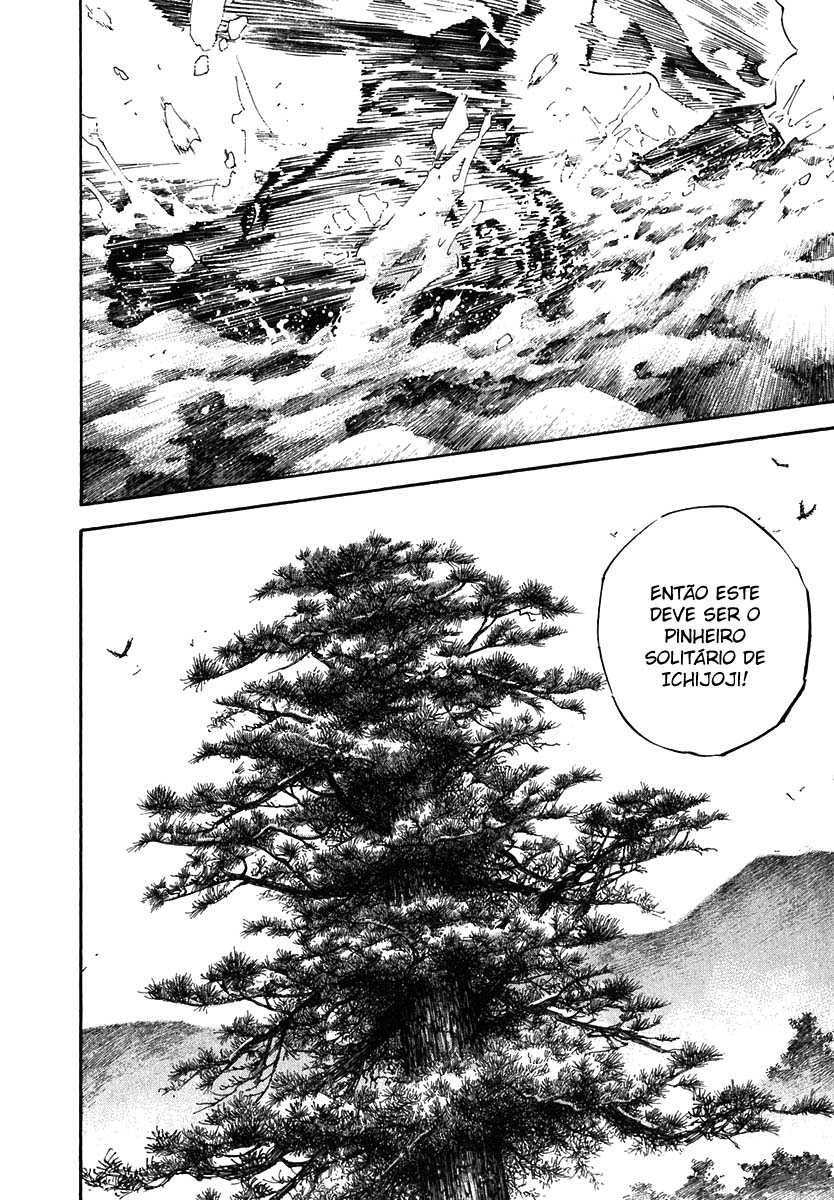 ENTÃO ESTE
DEVE SER O
PINHEIRO
SOLITÁRIO DE
ICHIJOJI!